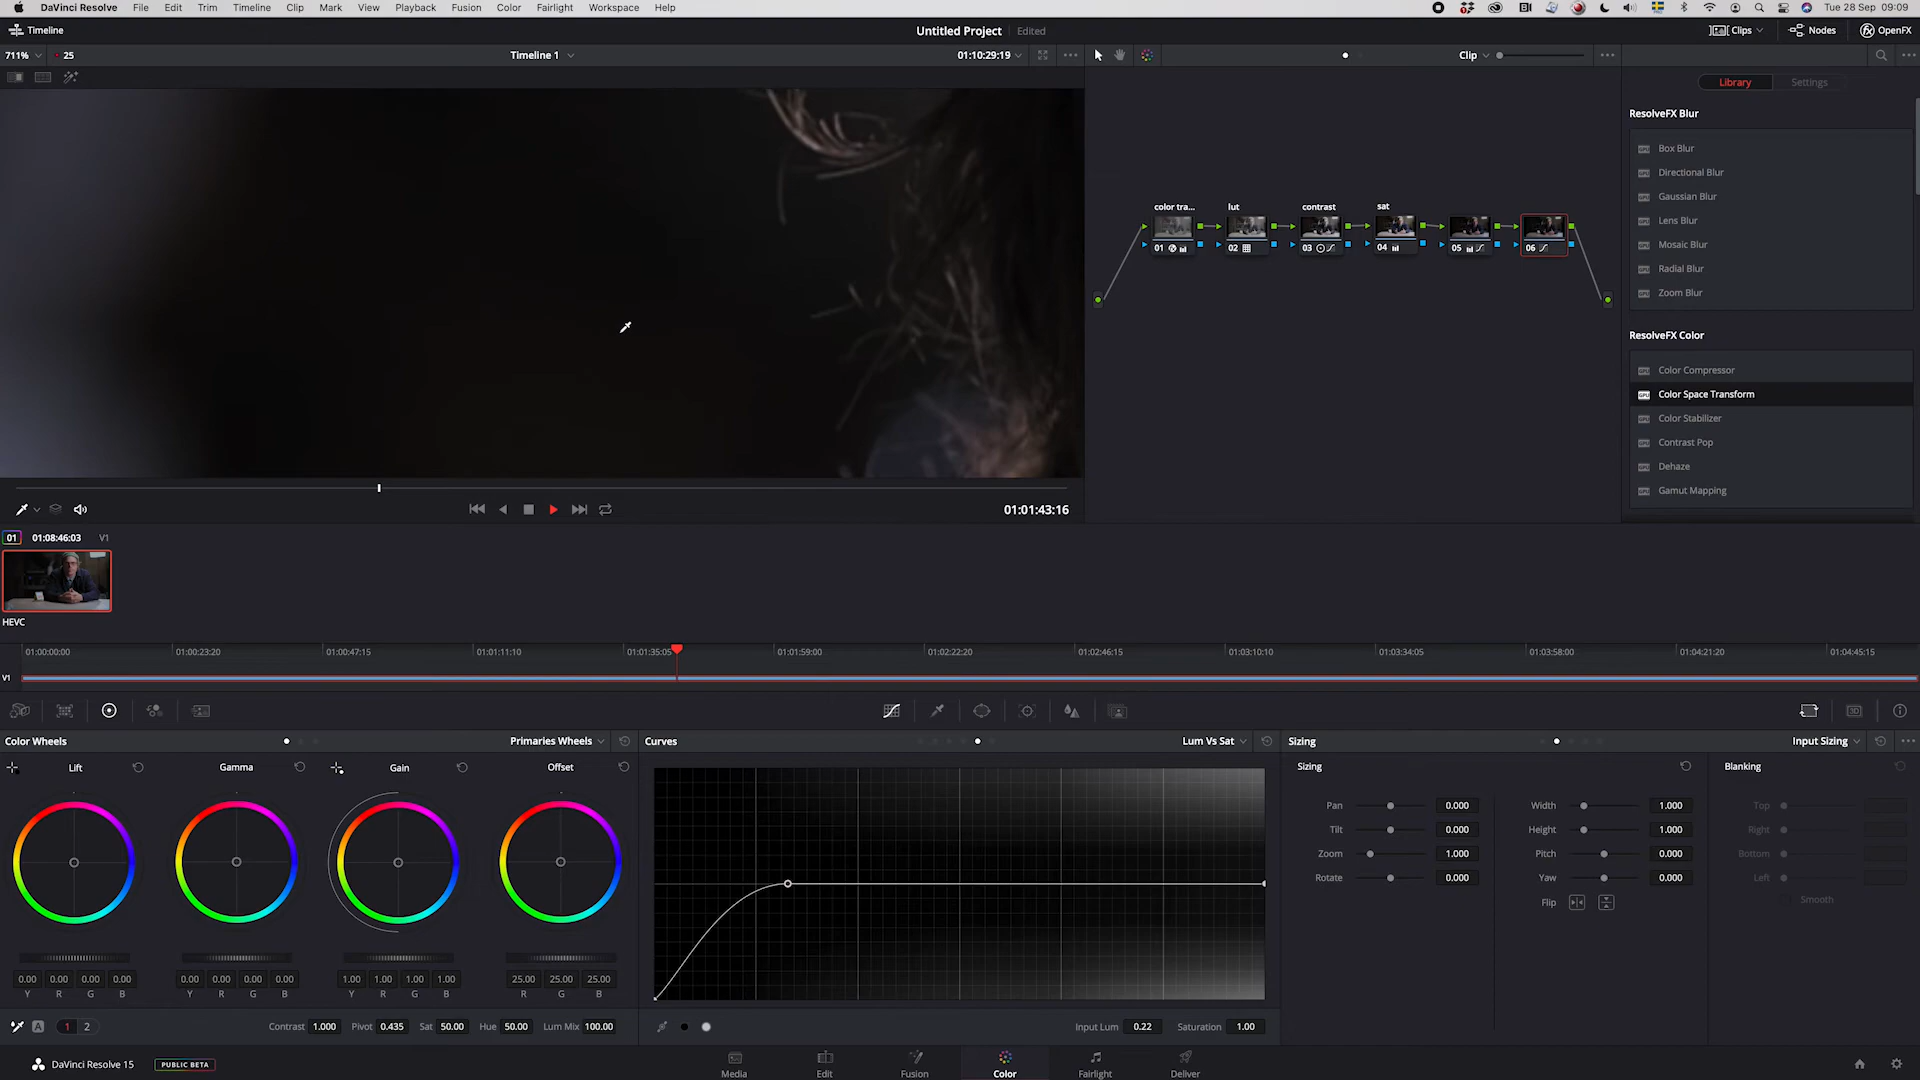 DaVinci Resolve File Edit Trim Timeline Clip Mark View Playback Fusion Color Fairlight Workspace Help Tue 28 Sep 09:09
Timeline Untitled Project Edited Clips Nodes OpenFX
711% 25 Timeline 1 01:10:29:19 Clip
Library Settings
ResolveFX Blur
Box Blur
Directional Blur
Gaussian Blur
Lens Blur
Mosaic Blur
Radial Blur
Zoom Blur
ResolveFX Color
Color Compressor
Color Space Transform
Color Stabilizer
Contrast Pop
Dehaze
Gamut Mapping
color tra... lut contrast sat
01 02 03 04 05 06
01:01:43:16
01 01:08:46:03 V1
HEVC
01:00:00:00 01:00:23:20 01:00:47:15 01:01:11:10 01:01:35:05 01:01:59:00 01:02:22:20 01:02:46:15 01:03:10:10 01:03:34:05 01:03:58:00 01:04:21:20 01:04:45:15
V1
3D
Color Wheels Primaries Wheels Curves Lum Vs Sat Sizing Input Sizing
Lift Gamma Gain Offset Sizing Blanking
Pan 0.000 Width 1.000 Top
Tilt 0.000 Height 1.000 Right
Zoom 1.000 Pitch 0.000 Bottom
Rotate 0.000 Yaw 0.000 Left
Flip Smooth
0.00 0.00 0.00 0.00 0.00 0.00 0.00 0.00 1.00 1.00 1.00 1.00 25.00 25.00 25.00
Y R G B Y R G B Y R G B R G B
A 1 2 Contrast 1.000 Pivot 0.435 Sat 50.00 Hue 50.00 Lum Mix 100.00 Input Lum 0.22 Saturation 1.00
DaVinci Resolve 15 PUBLIC BETA Media Edit Fusion Color Fairlight Deliver